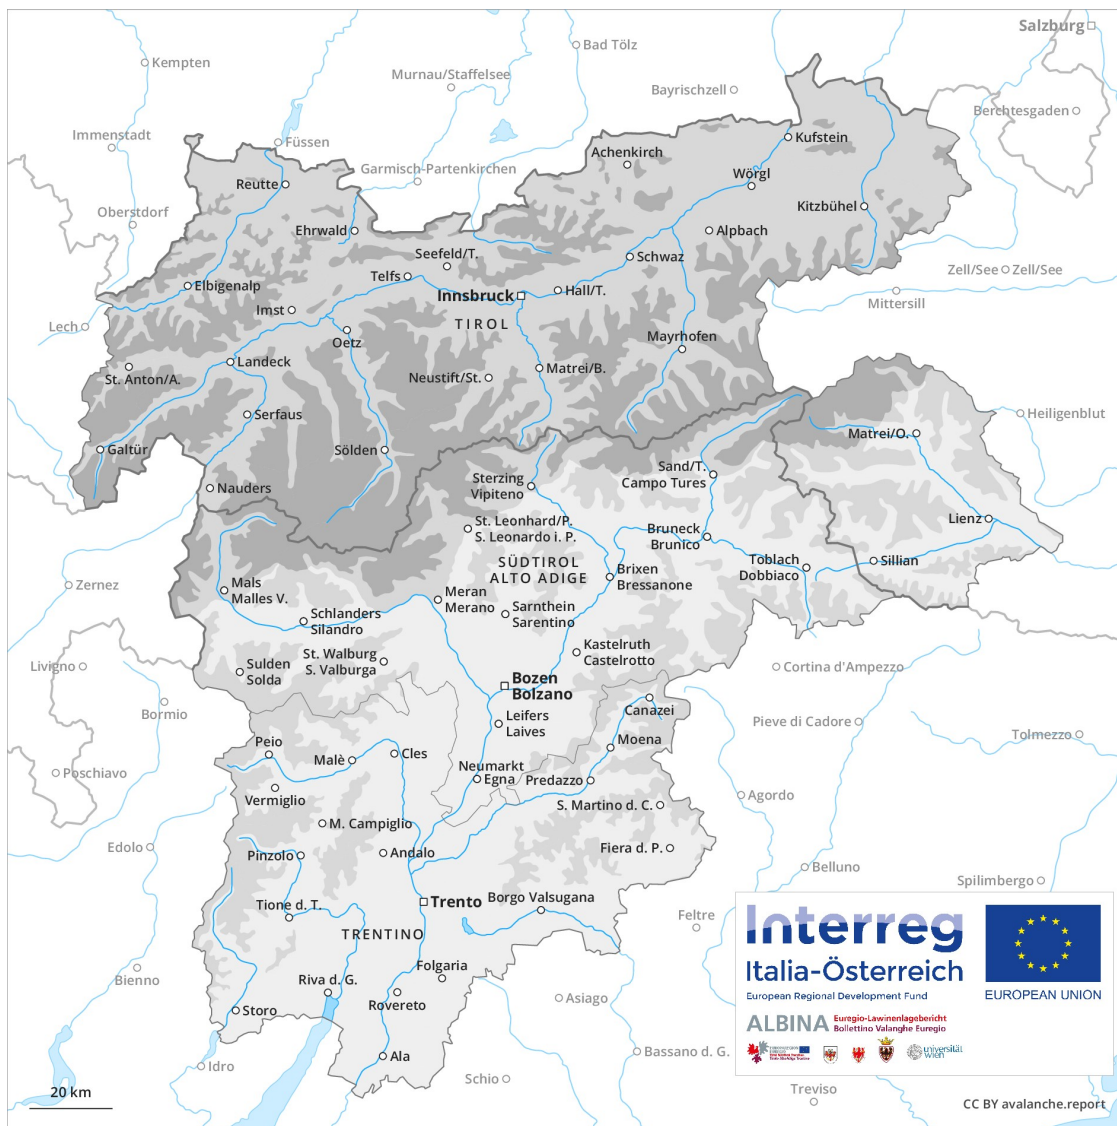 Salzburg
Bad Tölz
Kempten
Murnau/Staffelsee
Bayrischzell
Berchtesgaden
Immenstadt
Füssen
Kufstein
Achenkirch
Garmisch-Partenkirchen
Wörgl
Reutte
Kitzbühel
Oberstdorf
Ehrwald
Alpbach
Seefeld/T.
Schwaz
Telfs
Zell/See
Zell/See
Elbigenalp
Innsbruck
Hall/T.
Mittersill
Imst
TIROL
Lech
Oetz
Mayrhofen
Landeck
Matrei/B.
St. Anton/A.
Neustift/St.
Serfaus
Heiligenblut
Matrei/O.
Galtür
Sölden
Sand/T.
Campo Tures
Sterzing
Vipiteno
Nauders
St. Leonhard/P.
S. Leonardo i. P.
Lienz
Bruneck
Brunico
SÜDTIROL
ALTO ADIGE
Toblach
Dobbiaco
Sillian
Brixen
Bressanone
Zernez
Mals
Malles V.
Meran
Merano
Sarnthein
Sarentino
Schlanders
Silandro
Kastelruth
Castelrotto
St. Walburg
S. Valburga
Livigno
Sulden
Solda
Cortina d'Ampezzo
Bozen
Bolzano
Bormio
Canazei
Leifers
Laives
Pieve di Cadore
Tolmezzo
Moena
Peio
Cles
Malè
Neumarkt
Egna
Predazzo
Poschiavo
Vermiglio
S. Martino d. C.
Agordo
M. Campiglio
Edolo
Pinzolo
Andalo
Fiera d. P.
Belluno
Spilimbergo
Trento
Borgo Valsugana
Tione d. T.
Feltre
TRENTINO
Interreg
Italia-Österreich
European Regional Development Fund
EUROPEAN UNION
Folgaria
Bienno
Riva d. G.
Rovereto
Asiago
Storo
ALBINA
Euregio-Lawinenlagebericht
Bollettino Valanghe Euregio
universität
wien
Ala
Bassano d. G.
Idro
Schio
Treviso
20 km
CC BY avalanche.report